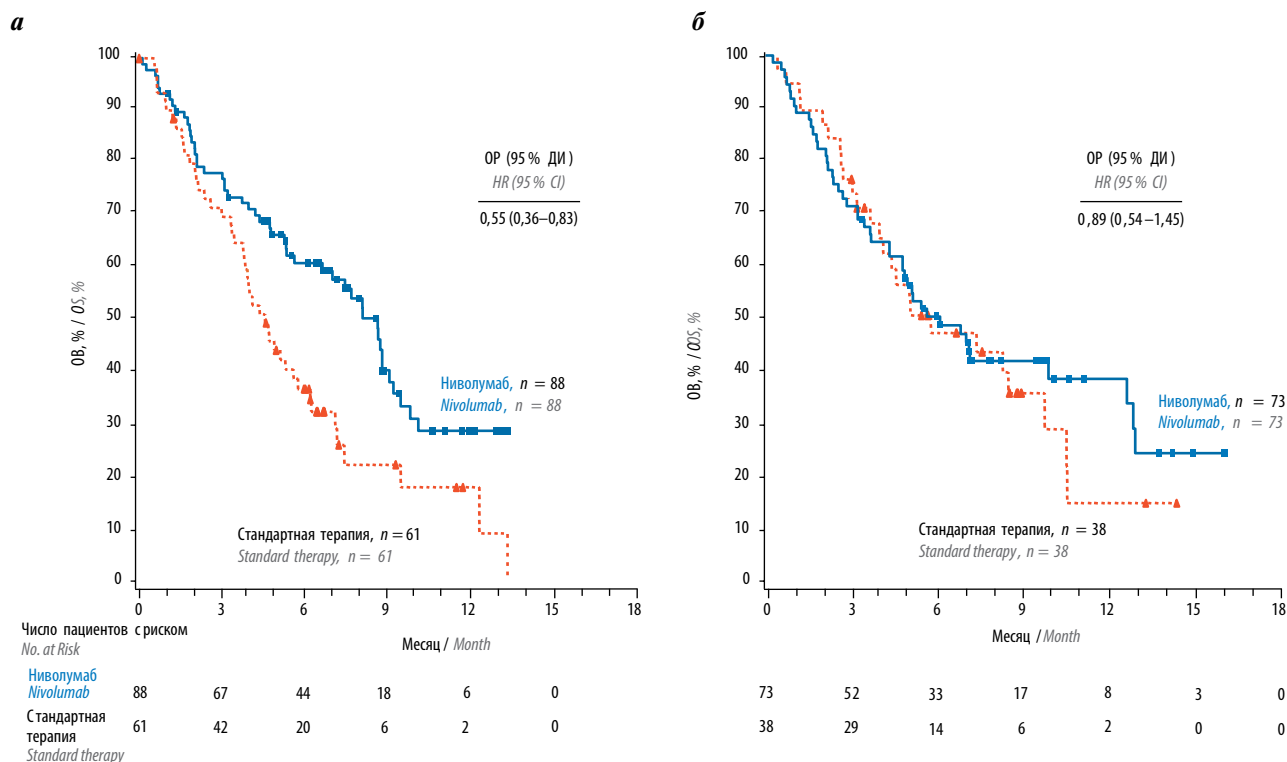 а
ОВ, % / OS, %
100
90
80
70
60
50
40
30
20
10
0
ОР (95 % ДИ)
HR (95 % CI)
0,55 (0,36–0,83)
Ниволумаб, n = 88
Nivolumab, n = 88
Стандартная терапия, n = 61
Standard therapy, n = 61
0 3 6 9 12 15 18
Месяц / Month
б
ОВ, % / OOS, %
100
90
80
70
60
50
40
30
20
10
0
ОР (95 % ДИ)
HR (95 % CI)
0,89 (0,54–1,45)
Ниволумаб, n = 73
Nivolumab, n = 73
Стандартная терапия, n = 38
Standard therapy, n = 38
0 3 6 9 12 15 18
Месяц / Month
Число пациентов с риском
No. at Risk
Ниволумаб
Nivolumab
88 67 44 18 6 0
73 52 33 17 8 3 0
Стандартная
терапия
Standard therapy
61 42 20 6 2 0
38 29 14 6 2 0 0